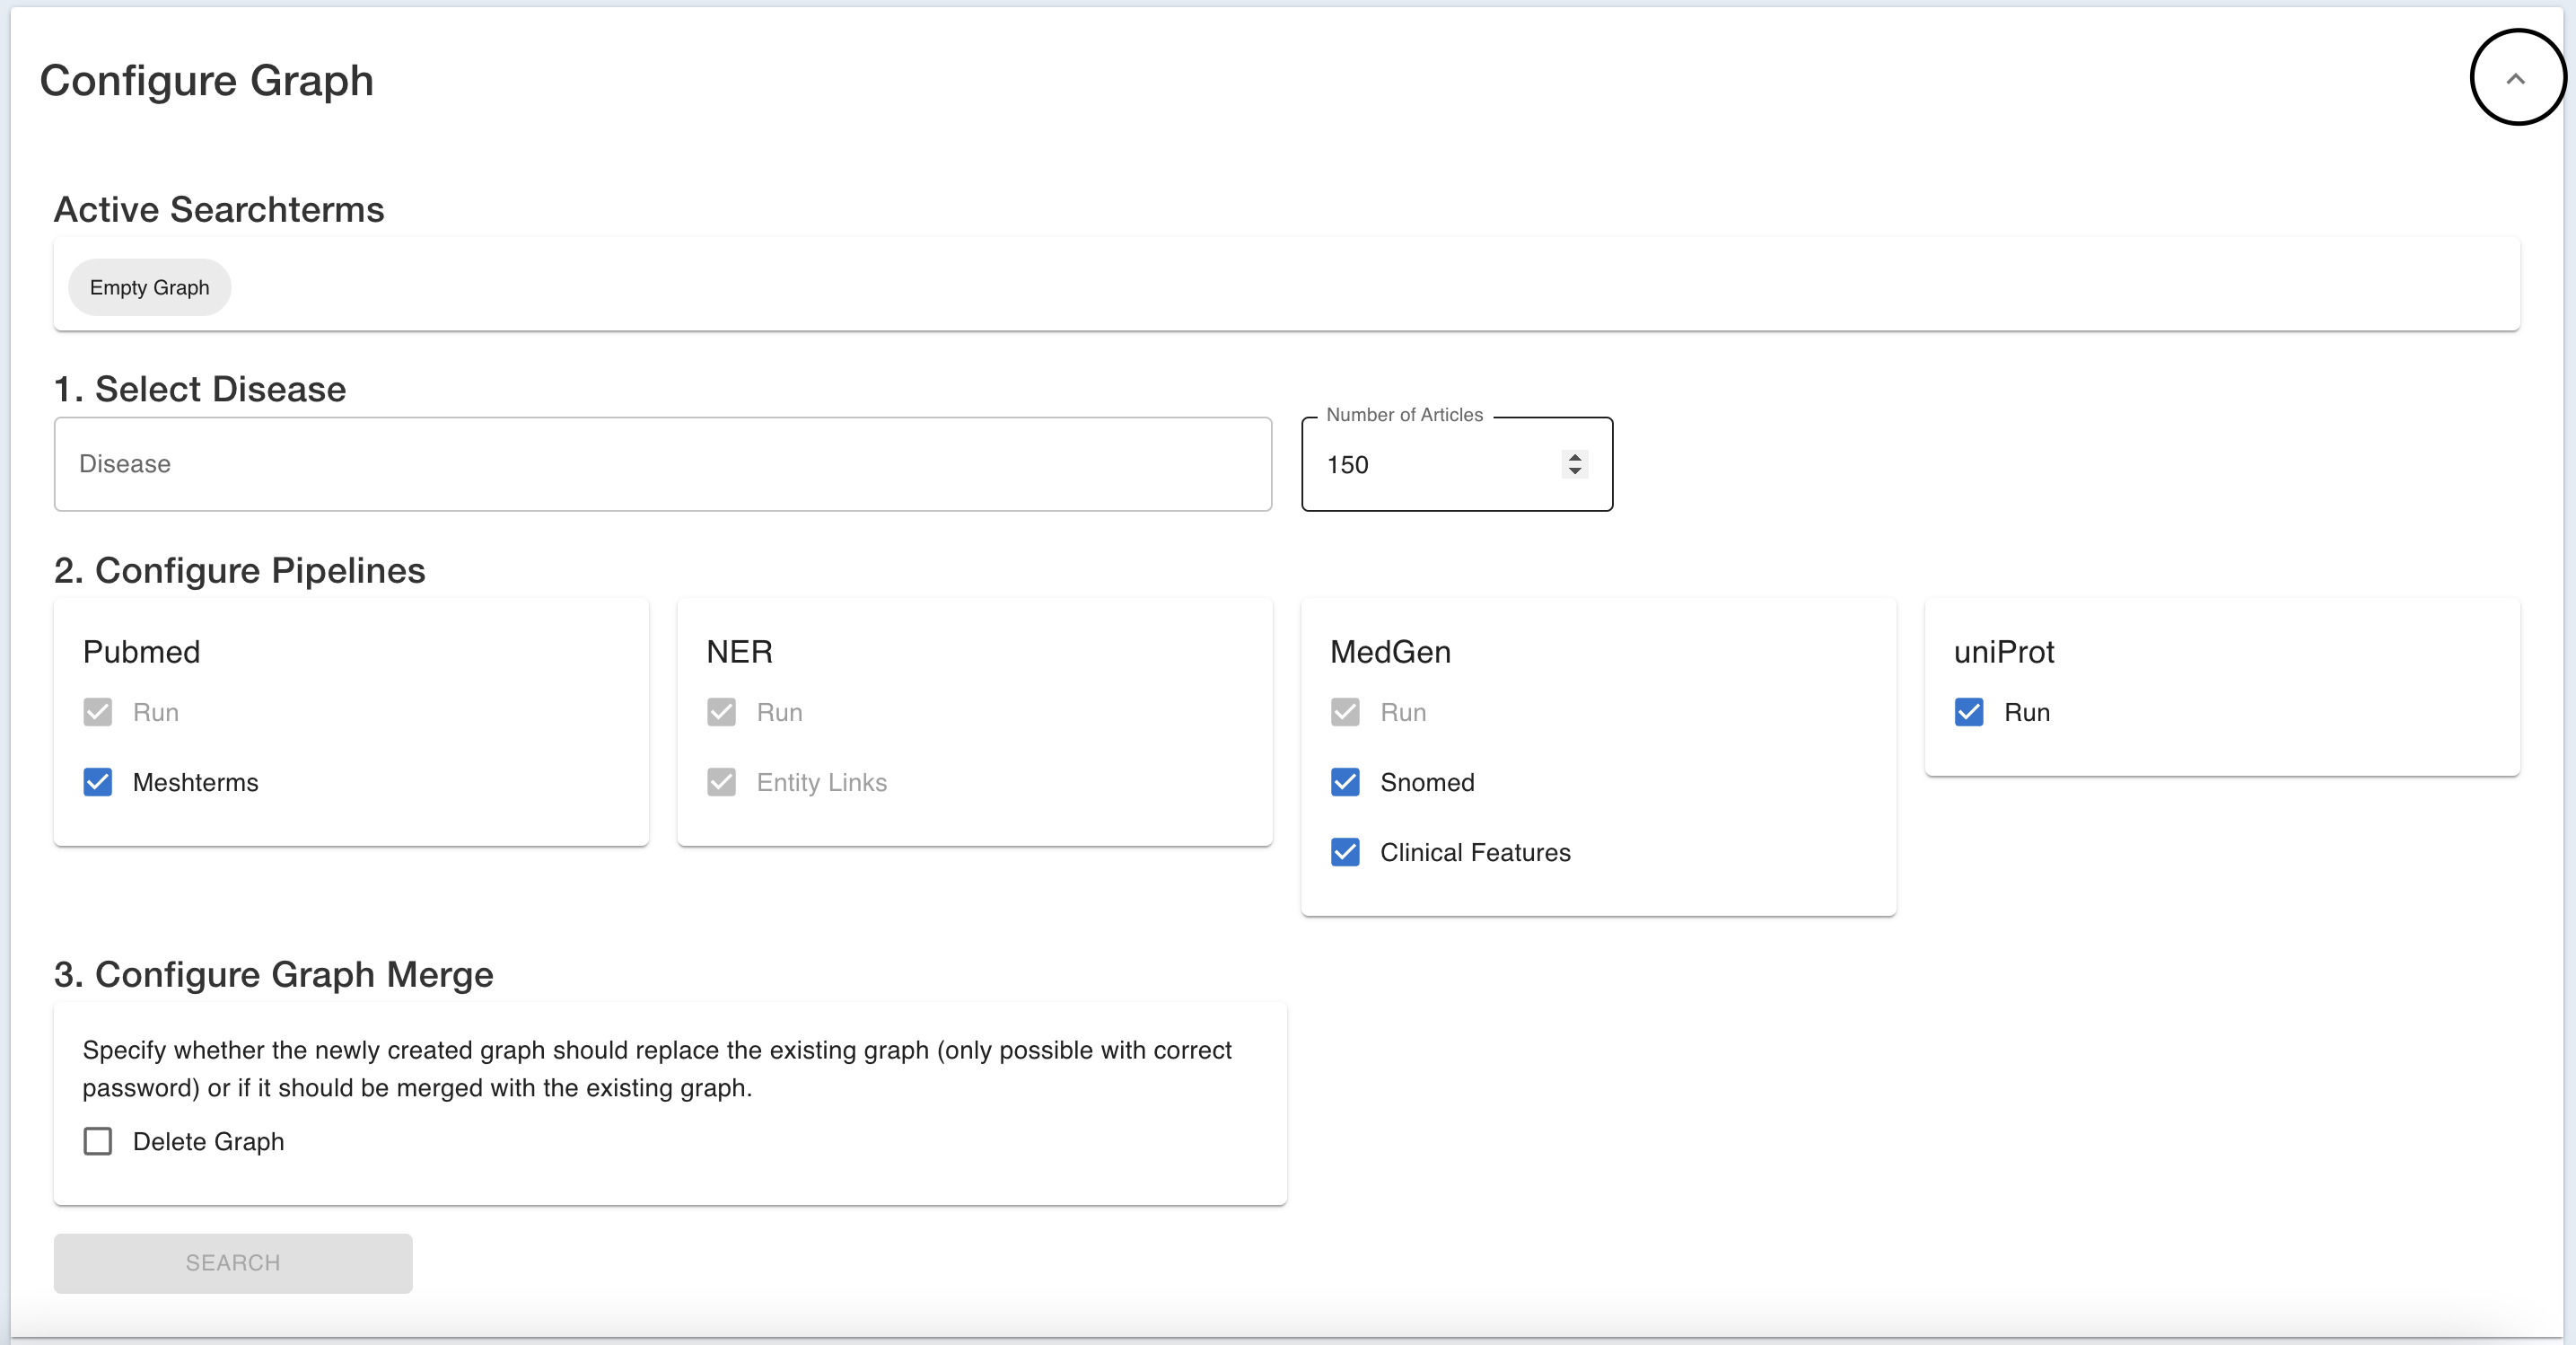 Configure Graph
Active Searchterms
Empty Graph
1. Select Disease
Number of Articles
Disease
150
2. Configure Pipelines
Pubmed
Run
Meshterms
NER
Run
Entity Links
MedGen
Run
Snomed
Clinical Features
uniProt
Run
3. Configure Graph Merge
Specify whether the newly created graph should replace the existing graph (only possible with correct
password) or if it should be merged with the existing graph.
Delete Graph
SEARCH